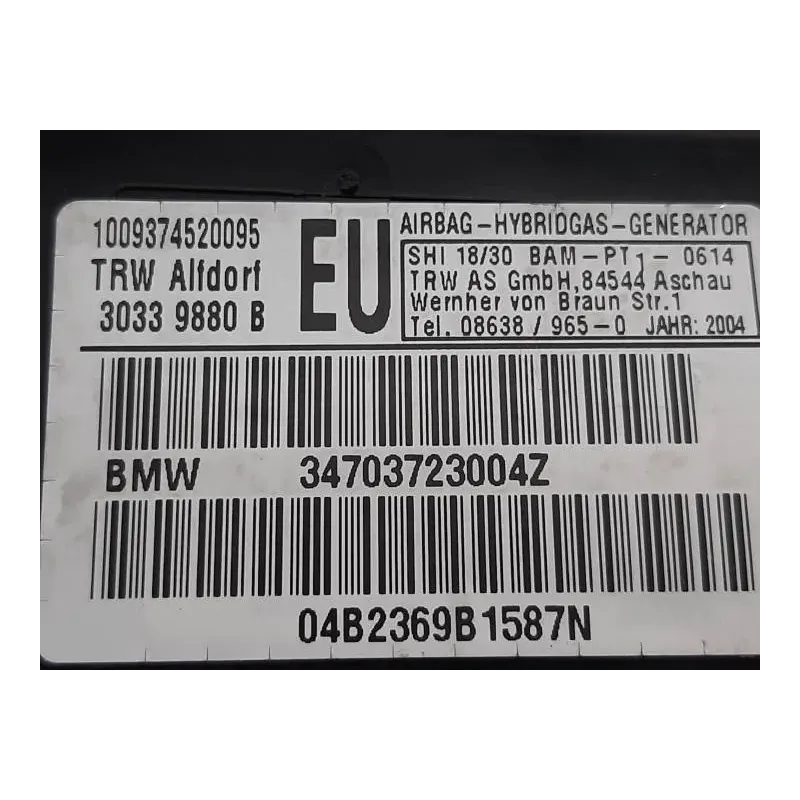 1009374520095
TRW Alfdorf
3033 9880 B
EU
AIRBAG-HYBRIDGAS-GENERATOR
SHI 18/30 BAM-PT1-0614
TRW AS GmbH,84544 Aschau
Wernher von Braun Str.1
Tel. 08638/965-0 JAHR: 2004
BMW 34703723004Z
04B2369B1587N